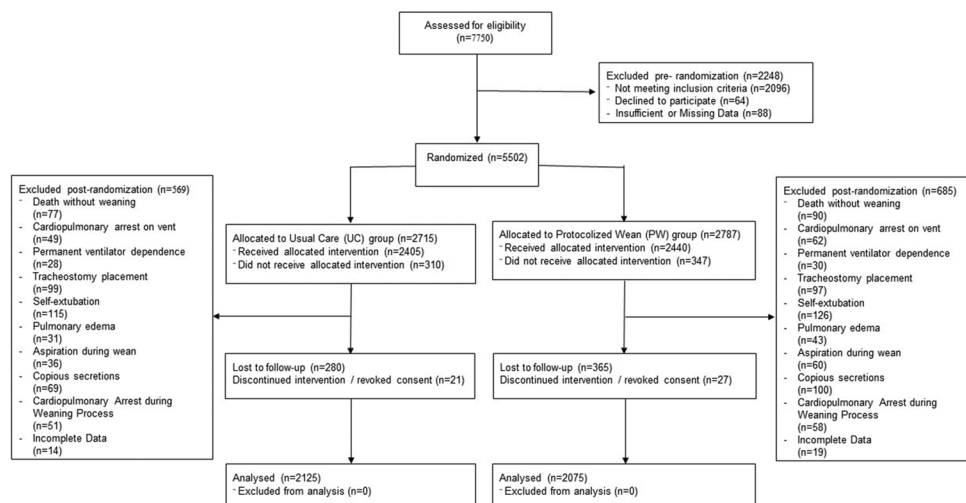 Assessed for eligibility
(n=7750)
Excluded pre- randomization (n=2248)
- Not meeting inclusion criteria (n=2096)
- Declined to participate (n=64)
- Insufficient or Missing Data (n=88)
Randomized (n=5502)
Excluded post-randomization (n=569)
- Death without weaning
(n=77)
- Cardiopulmonary arrest on vent
(n=49)
- Permanent ventilator dependence
(n=28)
- Tracheostomy placement
(n=99)
- Self-extubation
(n=115)
- Pulmonary edema
(n=31)
- Aspiration during wean
(n=36)
- Copious secretions
(n=69)
- Cardiopulmonary Arrest during
Weaning Process
(n=51)
- Incomplete Data
(n=14)
Allocated to Usual Care (UC) group (n=2715)
- Received allocated intervention (n=2405)
- Did not receive allocated intervention (n=310)
Allocated to Protocolized Wean (PW) group (n=2787)
- Received allocated intervention (n=2440)
- Did not receive allocated intervention (n=347)
Excluded post-randomization (n=685)
- Death without weaning
(n=90)
- Cardiopulmonary arrest on vent
(n=62)
- Permanent ventilator dependence
(n=30)
- Tracheostomy placement
(n=97)
- Self-extubation
(n=126)
- Pulmonary edema
(n=43)
- Aspiration during wean
(n=60)
- Copious secretions
(n=100)
- Cardiopulmonary Arrest during
Weaning Process
(n=58)
- Incomplete Data
(n=19)
Lost to follow-up (n=280)
Discontinued intervention / revoked consent (n=21)
Lost to follow-up (n=365)
Discontinued intervention / revoked consent (n=27)
Analysed (n=2125)
- Excluded from analysis (n=0)
Analysed (n=2075)
- Excluded from analysis (n=0)